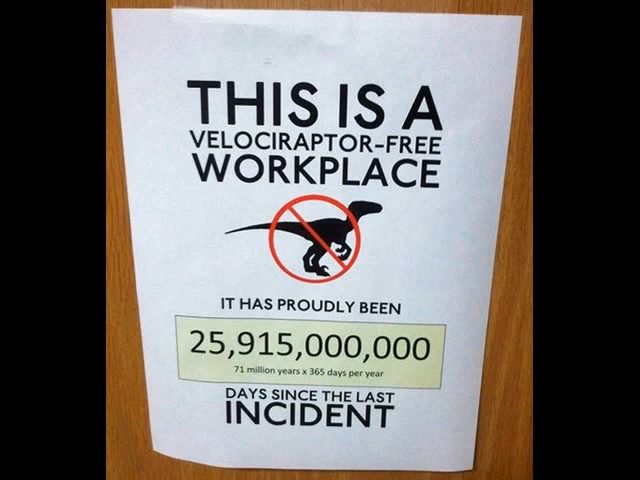 THIS IS A
VELOCIRAPTOR-FREE
WORKPLACE
IT HAS PROUDLY BEEN
25,915,000,000
71 million years x 365 days per year
DAYS SINCE THE LAST
INCIDENT